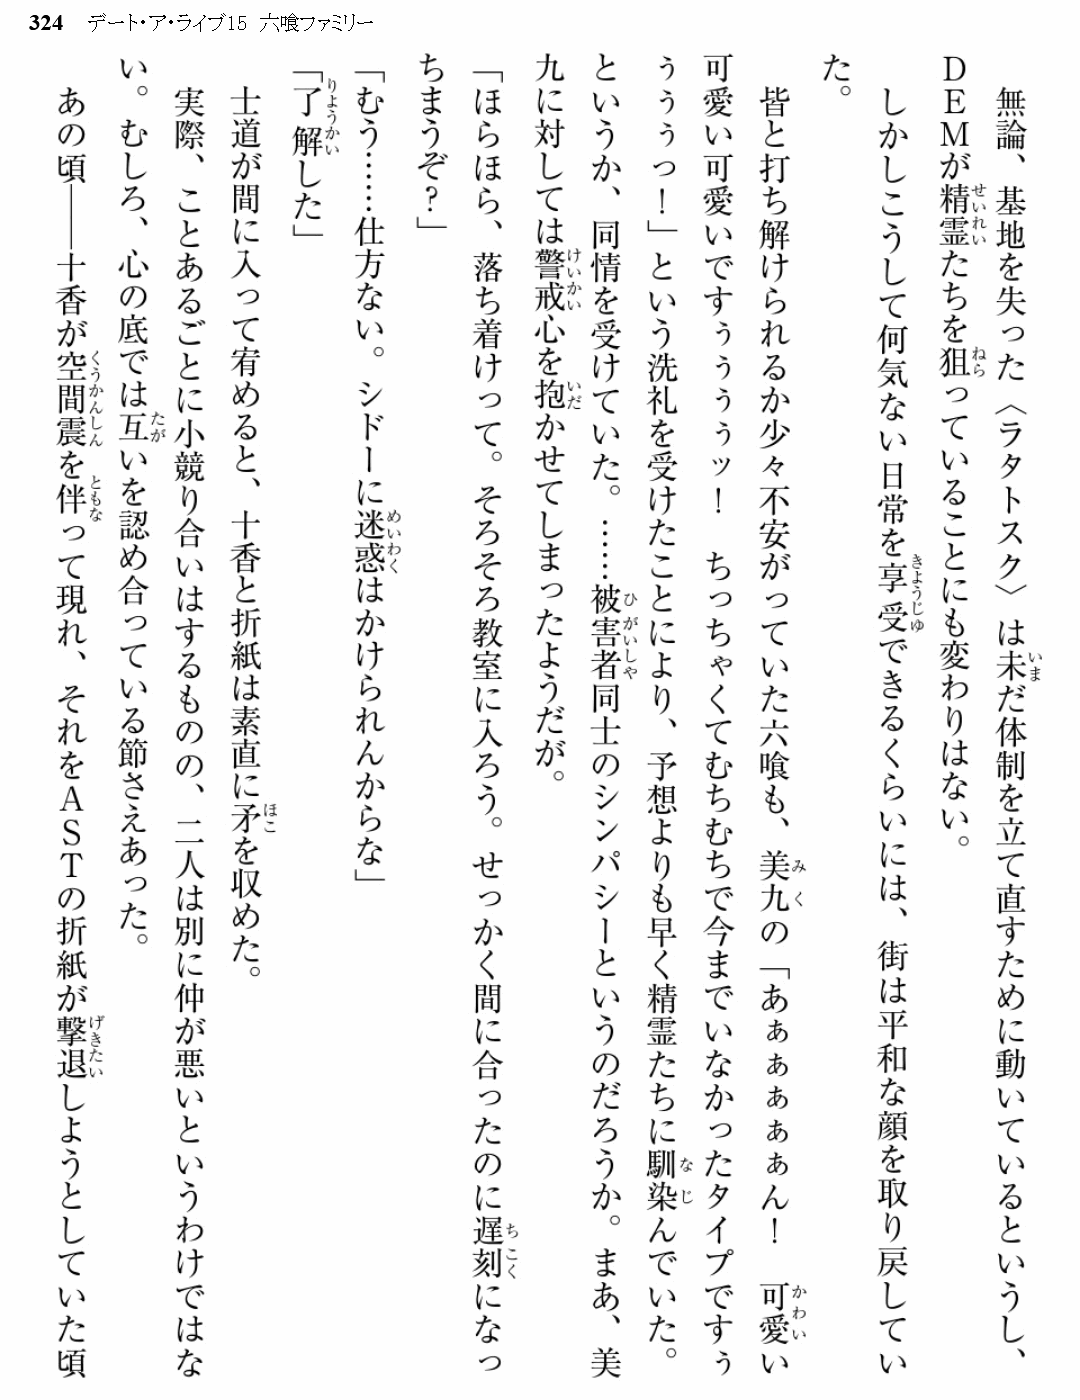 324 デート・ア・ライブ15 六喰ファミリー
　無論、基地を失った〈ラタトスク〉は未だ体制を立て直すために動いているというし、
DEMが精霊たちを狙っていることにも変わりはない。
　しかしこうして何気ない日常を享受できるくらいには、街は平和な顔を取り戻してい
た。
　皆と打ち解けられるか少々不安がっていた六喰も、美九の「あぁぁぁぁぁん！　可愛い
可愛い可愛いですぅぅぅぅッ！　ちっちゃくてむちむちで今までいなかったタイプですぅ
ぅぅぅっ！」という洗礼を受けたことにより、予想よりも早く精霊たちに馴染んでいた。
というか、同情を受けていた。……被害者同士のシンパシーというのだろうか。まあ、美
九に対しては警戒心を抱かせてしまったようだが。
「ほらほら、落ち着けって。そろそろ教室に入ろう。せっかく間に合ったのに遅刻になっ
ちまうぞ？」
「むう……仕方ない。シドーに迷惑はかけられんからな」
「了解した」
　士道が間に入って宥めると、十香と折紙は素直に矛を収めた。
　実際、ことあるごとに小競り合いはするものの、二人は別に仲が悪いというわけではな
い。むしろ、心の底では互いを認め合っている節さえあった。
　あの頃――十香が空間震を伴って現れ、それをASTの折紙が撃退しようとしていた頃